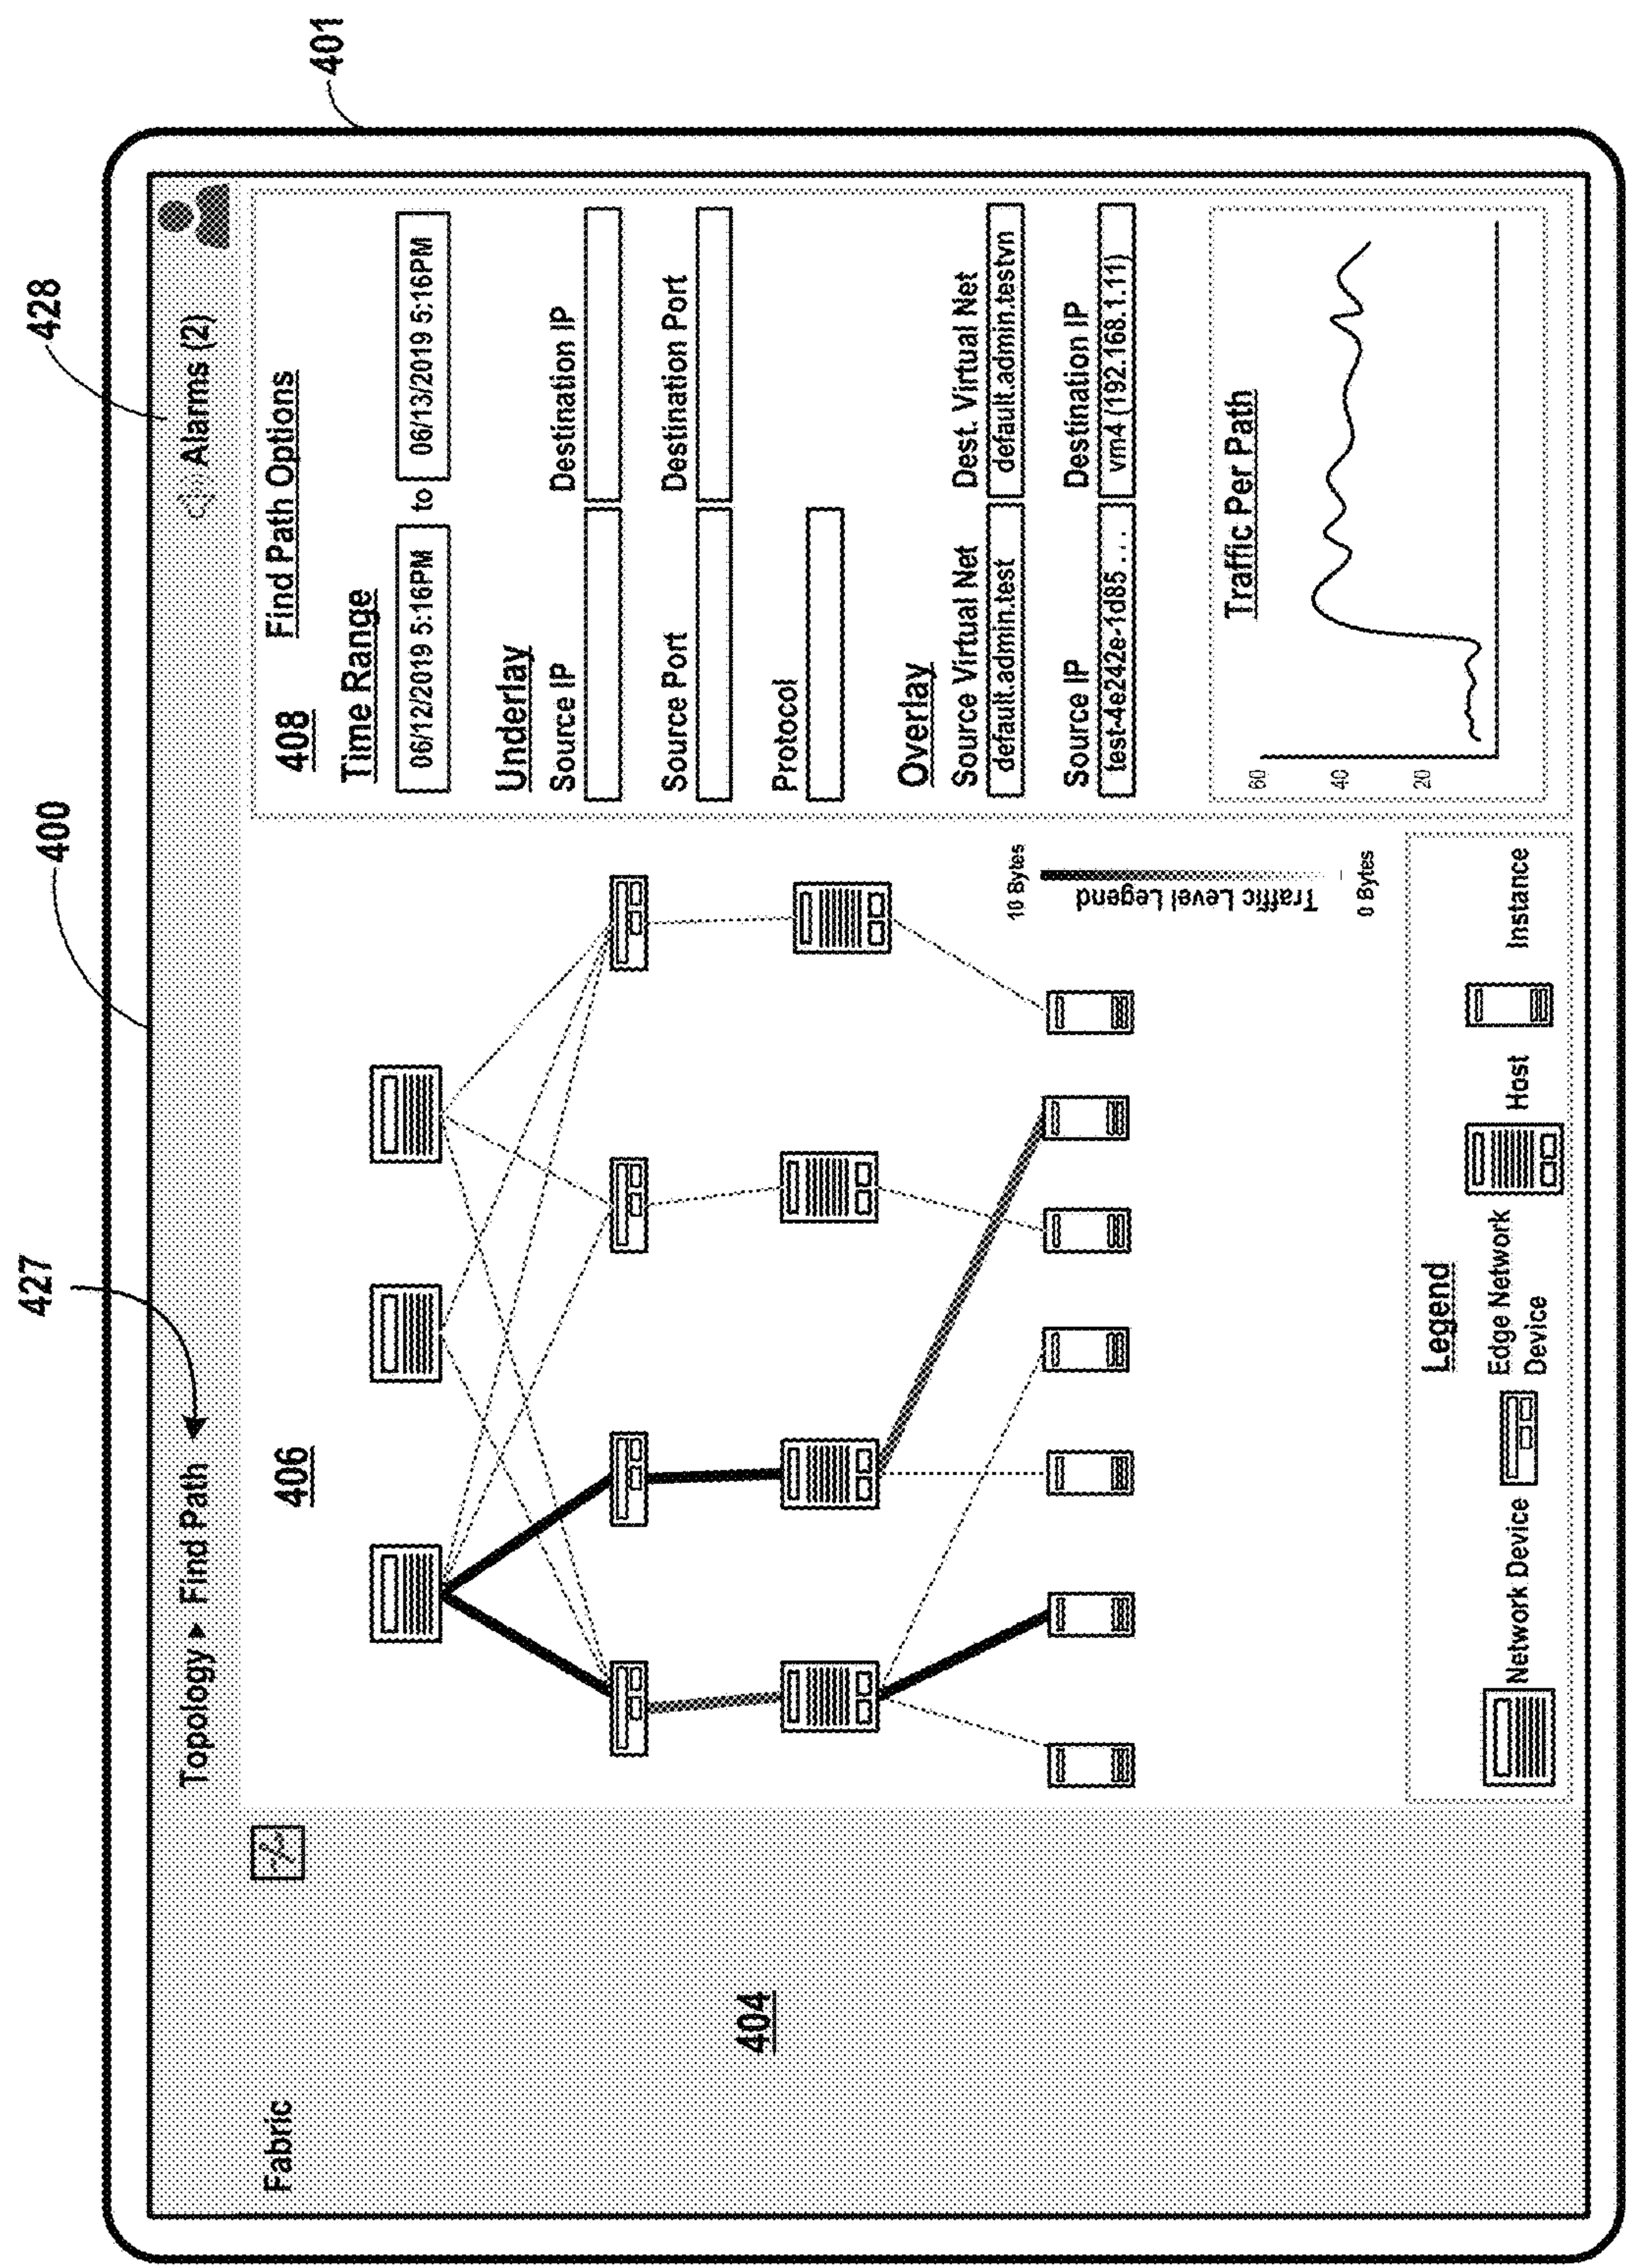 427
400
428
401
Topology ▸ Find Path
Alarms (2)
Fabric
404
406
10 Bytes
Traffic Level Legend
0 Bytes
Legend
Network Device
Edge Network
Device
Host
Instance
408
Find Path Options
Time Range
06/12/2019 5:16PM to 06/13/2019 5:16PM
Underlay
Source IP Destination IP
Source Port Destination Port
Protocol
Overlay
Source Virtual Net Dest. Virtual Net
default.admin.test default.admin.testvn
Source IP Destination IP
test-4e242e-1d85 ... vm4 (192.168.1.11)
Traffic Per Path
60
40
20